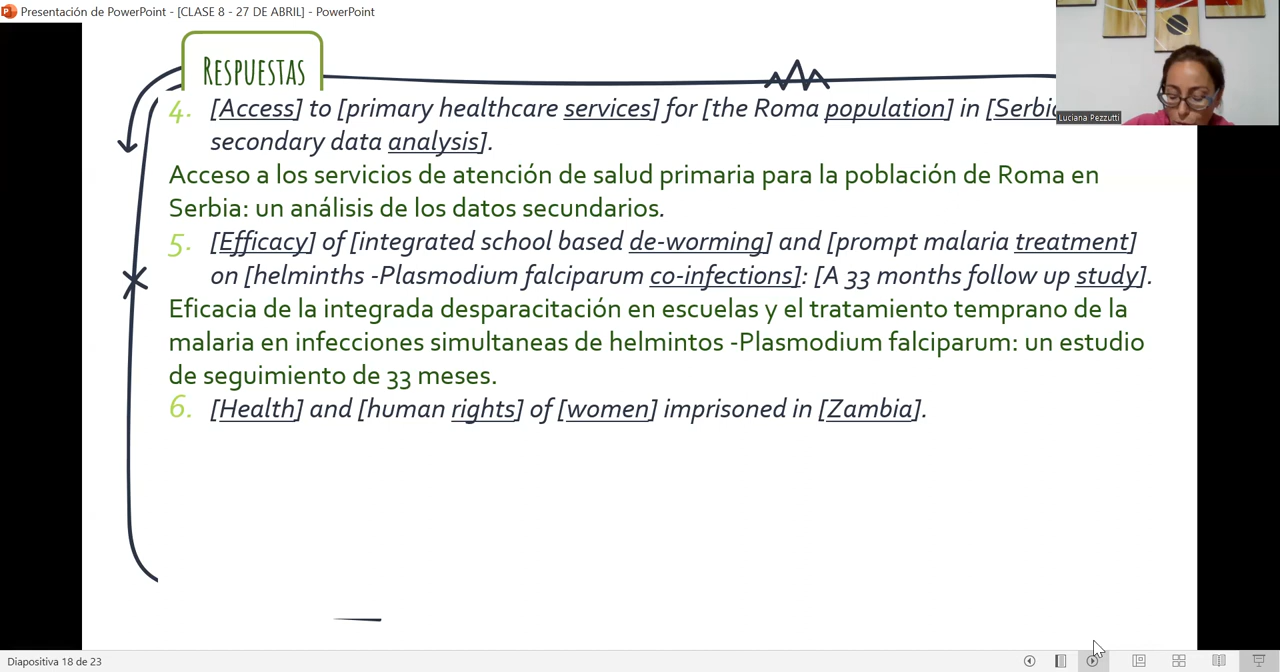 Presentación de PowerPoint - [CLASE 8 - 27 DE ABRIL] - PowerPoint
RESPUESTAS
4. [Access] to [primary healthcare services] for [the Roma population] in [Serbi
secondary data analysis].
Luciana Pezzutti
Acceso a los servicios de atención de salud primaria para la población de Roma en
Serbia: un análisis de los datos secundarios.
5. [Efficacy] of [integrated school based de-worming] and [prompt malaria treatment]
on [helminths -Plasmodium falciparum co-infections]: [A 33 months follow up study].
Eficacia de la integrada desparacitación en escuelas y el tratamiento temprano de la
malaria en infecciones simultaneas de helmintos -Plasmodium falciparum: un estudio
de seguimiento de 33 meses.
6. [Health] and [human rights] of [women] imprisoned in [Zambia].
Diapositiva 18 de 23